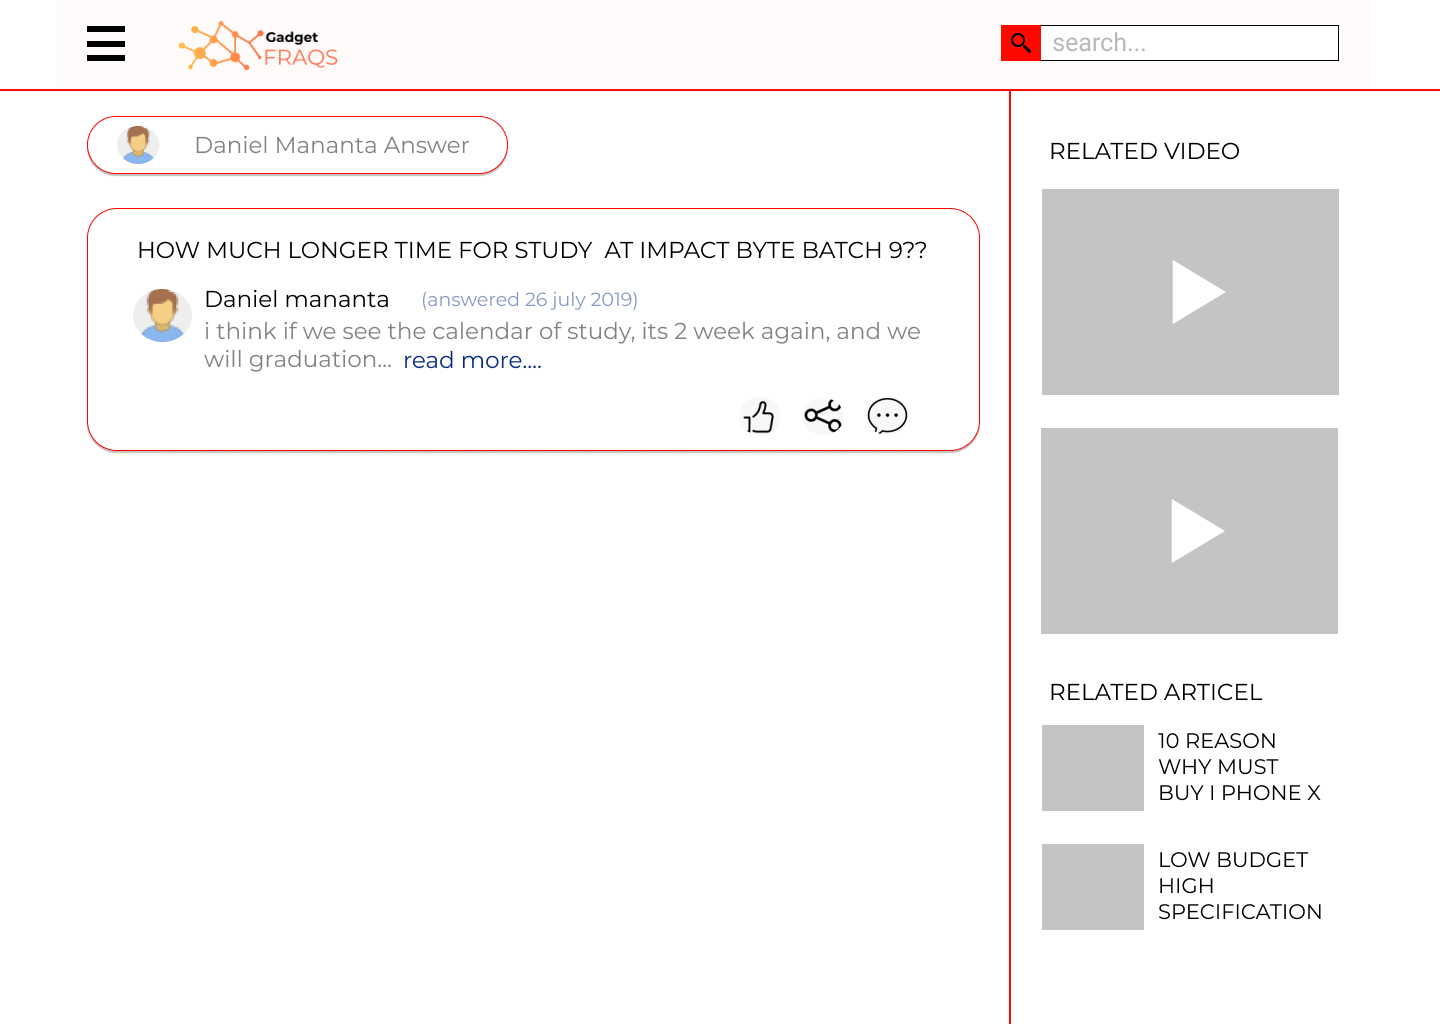 Gadget
FRAQS
search...
Daniel Mananta Answer
HOW MUCH LONGER TIME FOR STUDY  AT IMPACT BYTE BATCH 9??
Daniel mananta (answered 26 july 2019)
i think if we see the calendar of study, its 2 week again, and we
will graduation... read more....
RELATED VIDEO
RELATED ARTICEL
10 REASON
WHY MUST
BUY I PHONE X
LOW BUDGET
HIGH
SPECIFICATION